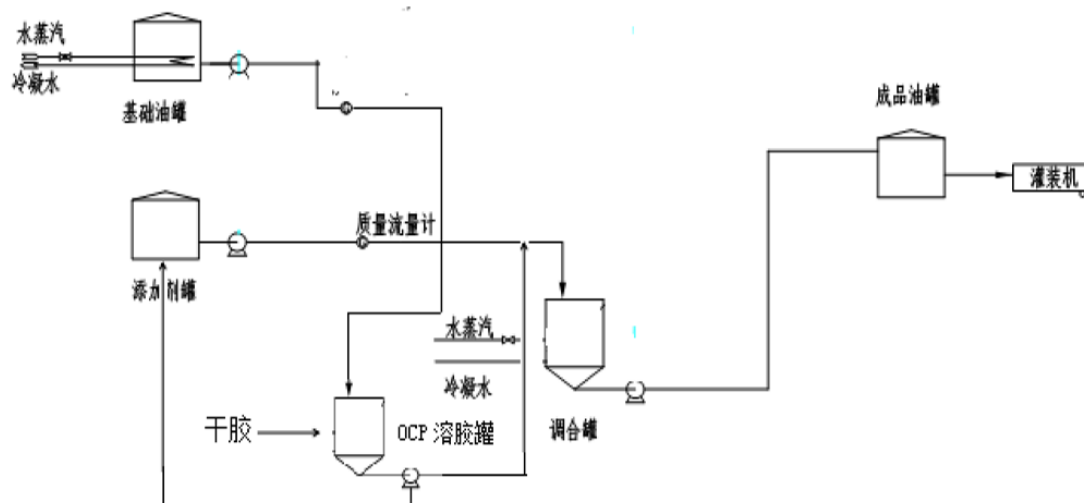 水蒸汽
冷凝水
基础油罐
成品油罐
灌装机
质量流量计
添加剂罐
水蒸汽
冷凝水
调合罐
干胶
OCP 溶胶罐